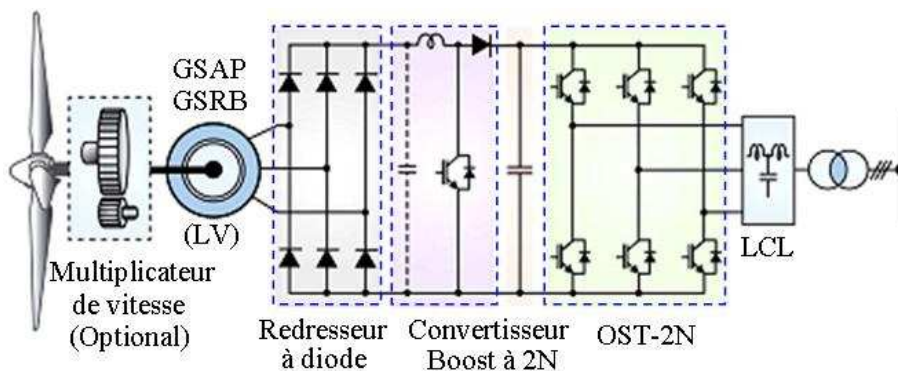 GSAP
GSRB
(LV)
LCL
Multiplicateur
de vitesse
(Optional)
Redresseur
à diode
Convertisseur
Boost à 2N
OST-2N